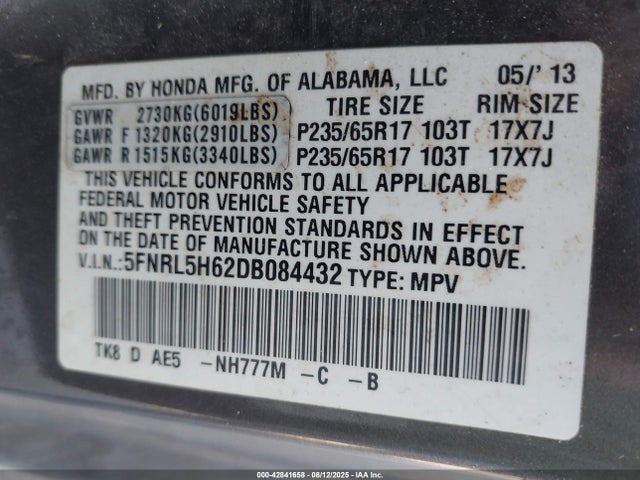 MFD. BY HONDA MFG. OF ALABAMA, LLC 05/'13
GVWR 2730KG(6019LBS) TIRE SIZE RIM SIZE
GAWR F 1320KG(2910LBS) P235/65R17 103T 17X7J
GAWR R 1515KG(3340LBS) P235/65R17 103T 17X7J
THIS VEHICLE CONFORMS TO ALL APPLICABLE
FEDERAL MOTOR VEHICLE SAFETY
AND THEFT PREVENTION STANDARDS IN EFFECT
ON THE DATE OF MANUFACTURE SHOWN ABOVE.
V.I.N.:5FNRL5H62DB084432 TYPE: MPV
TK8 D AE5 -NH777M -C -B
000-42841658 - 08/12/2025 - IAA Inc.